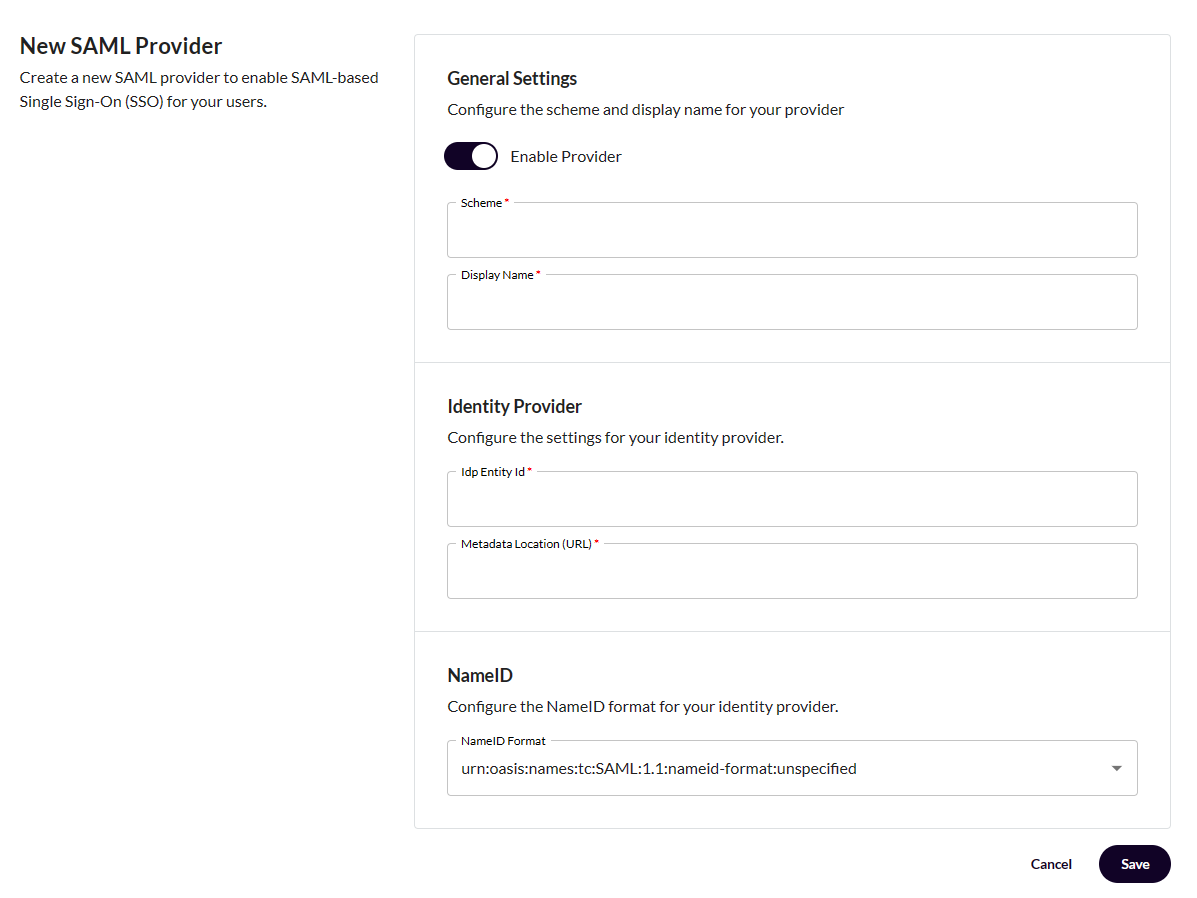 New SAML Provider
Create a new SAML provider to enable SAML-based
Single Sign-On (SSO) for your users.
General Settings
Configure the scheme and display name for your provider
Enable Provider
Scheme *
Display Name *
Identity Provider
Configure the settings for your identity provider.
Idp Entity Id *
Metadata Location (URL) *
NameID
Configure the NameID format for your identity provider.
NameID Format
urn:oasis:names:tc:SAML:1.1:nameid-format:unspecified
Cancel
Save